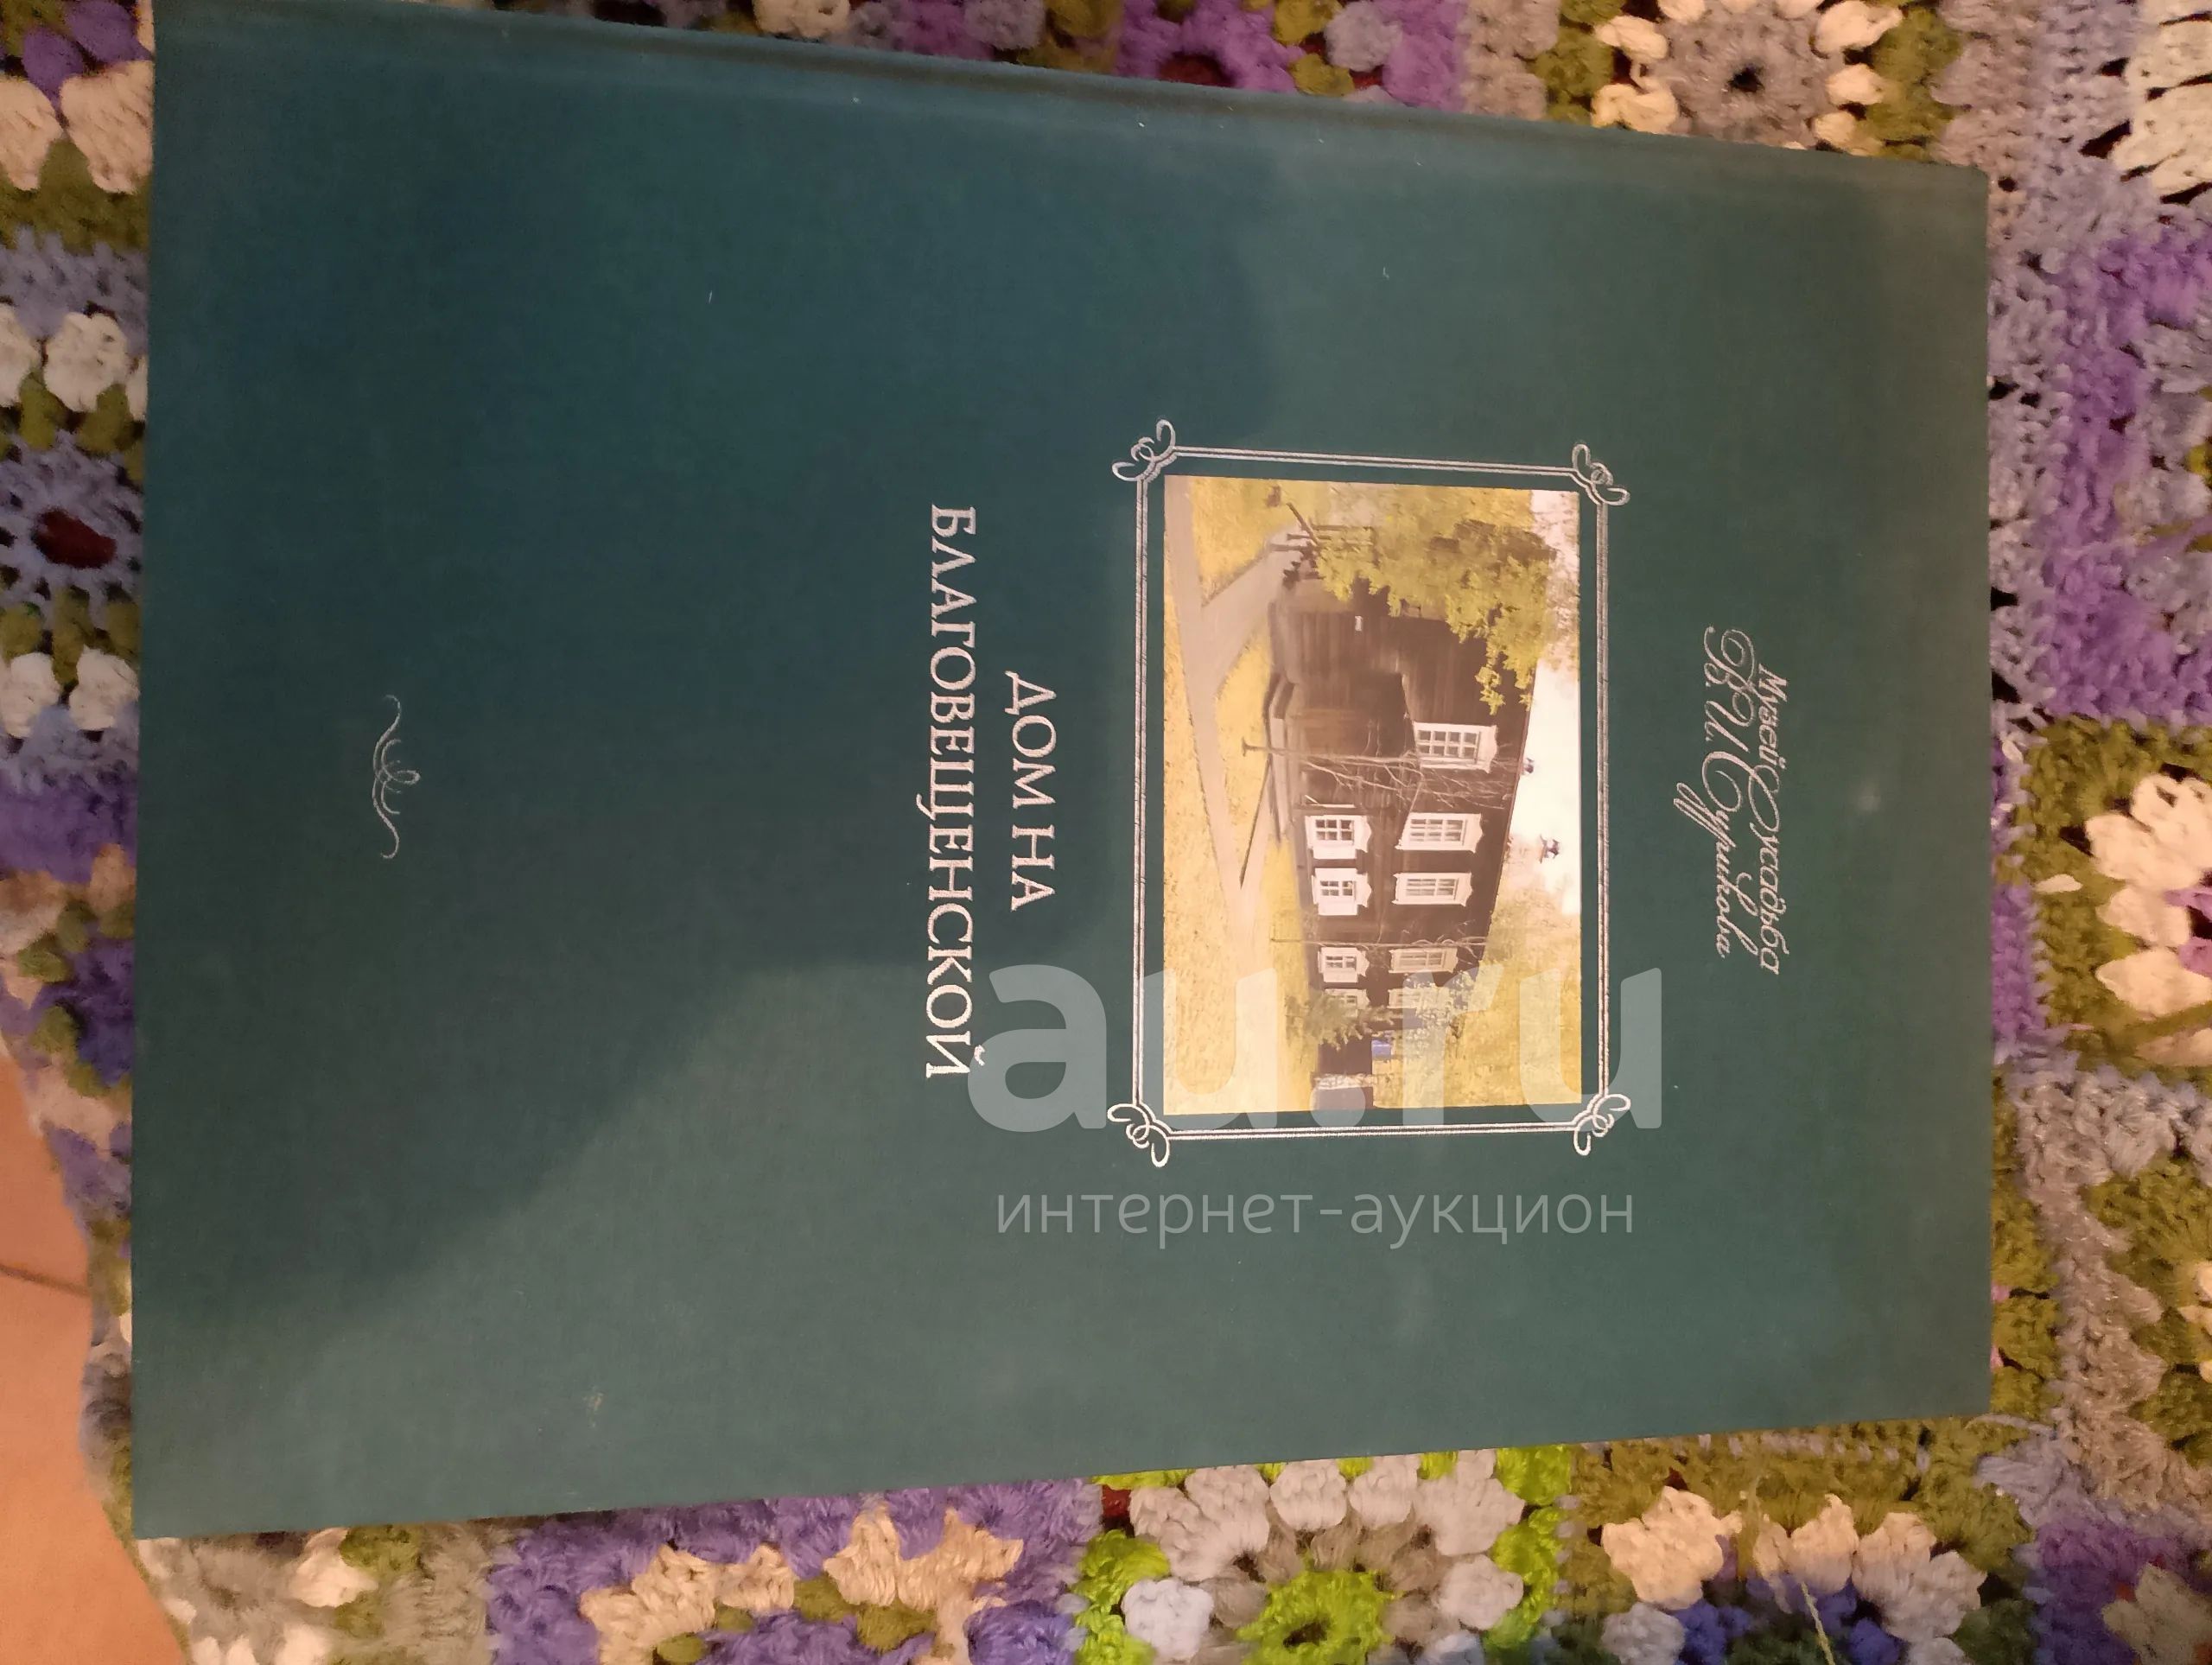 Музей Усадьба
В.И. Сурикова
ДОМ НА
БЛАГОВЕЩЕНСКОЙ
au.ru
интернет-аукцион